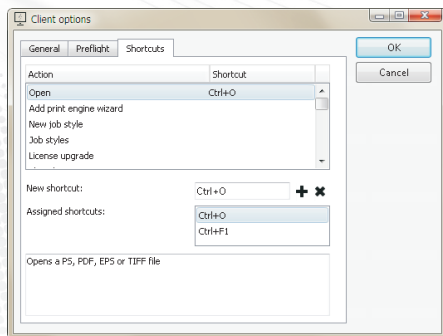 Client options
General Preflight Shortcuts
OK
Cancel
Action Shortcut
Open Ctrl+O
Add print engine wizard
New job style
Job styles
License upgrade
New shortcut: Ctrl+O
Assigned shortcuts: Ctrl+O
Ctrl+F1
Opens a PS, PDF, EPS or TIFF file